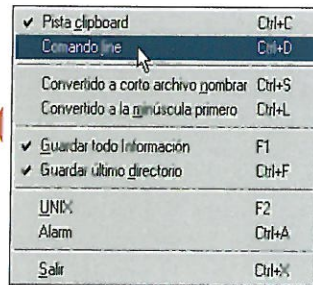 Pista clipboard Ctrl+C
Comando line Ctrl+D
Convertido a corto archivo nombrar Ctrl+S
Convertido a la minúscula primero Ctrl+L
Guardar todo Información F1
Guardar último directorio Ctrl+F
UNIX F2
Alarm Ctrl+A
Salir Ctrl+X